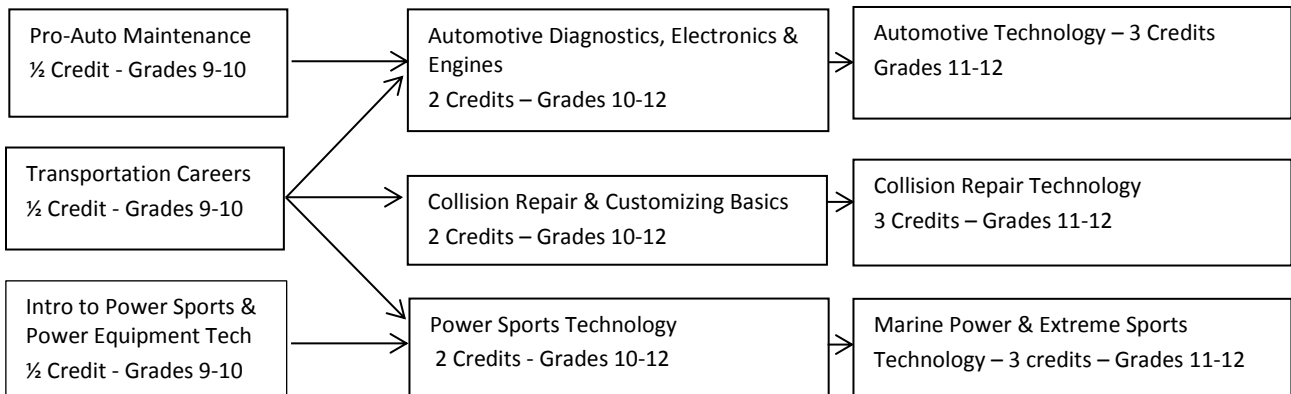 Pro-Auto Maintenance
½ Credit - Grades 9-10
Automotive Diagnostics, Electronics &
Engines
2 Credits – Grades 10-12
Automotive Technology – 3 Credits
Grades 11-12
Transportation Careers
½ Credit - Grades 9-10
Collision Repair & Customizing Basics
2 Credits – Grades 10-12
Collision Repair Technology
3 Credits – Grades 11-12
Intro to Power Sports &
Power Equipment Tech
½ Credit - Grades 9-10
Power Sports Technology
2 Credits - Grades 10-12
Marine Power & Extreme Sports
Technology – 3 credits – Grades 11-12